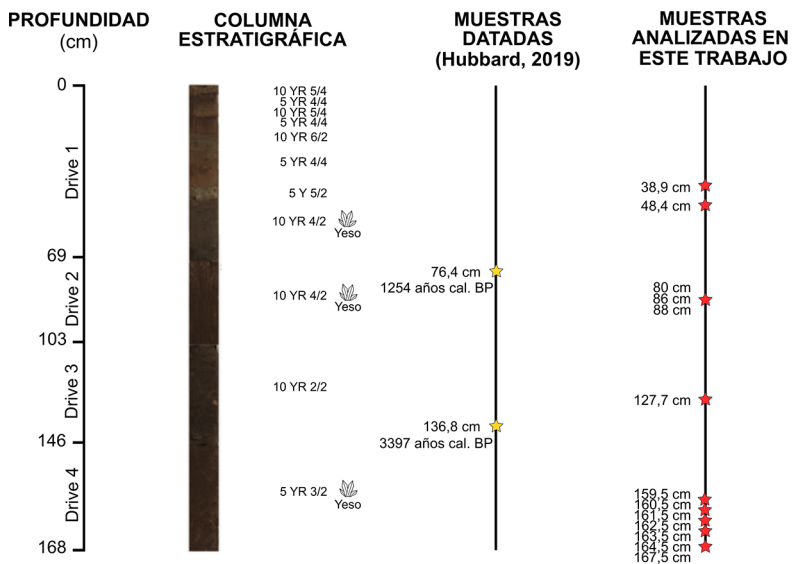 PROFUNDIDAD
(cm)
COLUMNA
ESTRATIGRÁFICA
MUESTRAS
DATADAS
(Hubbard, 2019)
MUESTRAS
ANALIZADAS EN
ESTE TRABAJO
0
Drive 1
69
Drive 2
103
Drive 3
146
Drive 4
168
10 YR 5/4
5 YR 4/4
10 YR 5/4
5 YR 4/4
10 YR 6/2
5 YR 4/4
5 Y 5/2
10 YR 4/2
Yeso
10 YR 4/2
Yeso
10 YR 2/2
5 YR 3/2
Yeso
76,4 cm
1254 años cal. BP
136,8 cm
3397 años cal. BP
38,9 cm
48,4 cm
80 cm
86 cm
88 cm
127,7 cm
159,5 cm
160,5 cm
161,5 cm
162,5 cm
163,5 cm
164,5 cm
167,5 cm